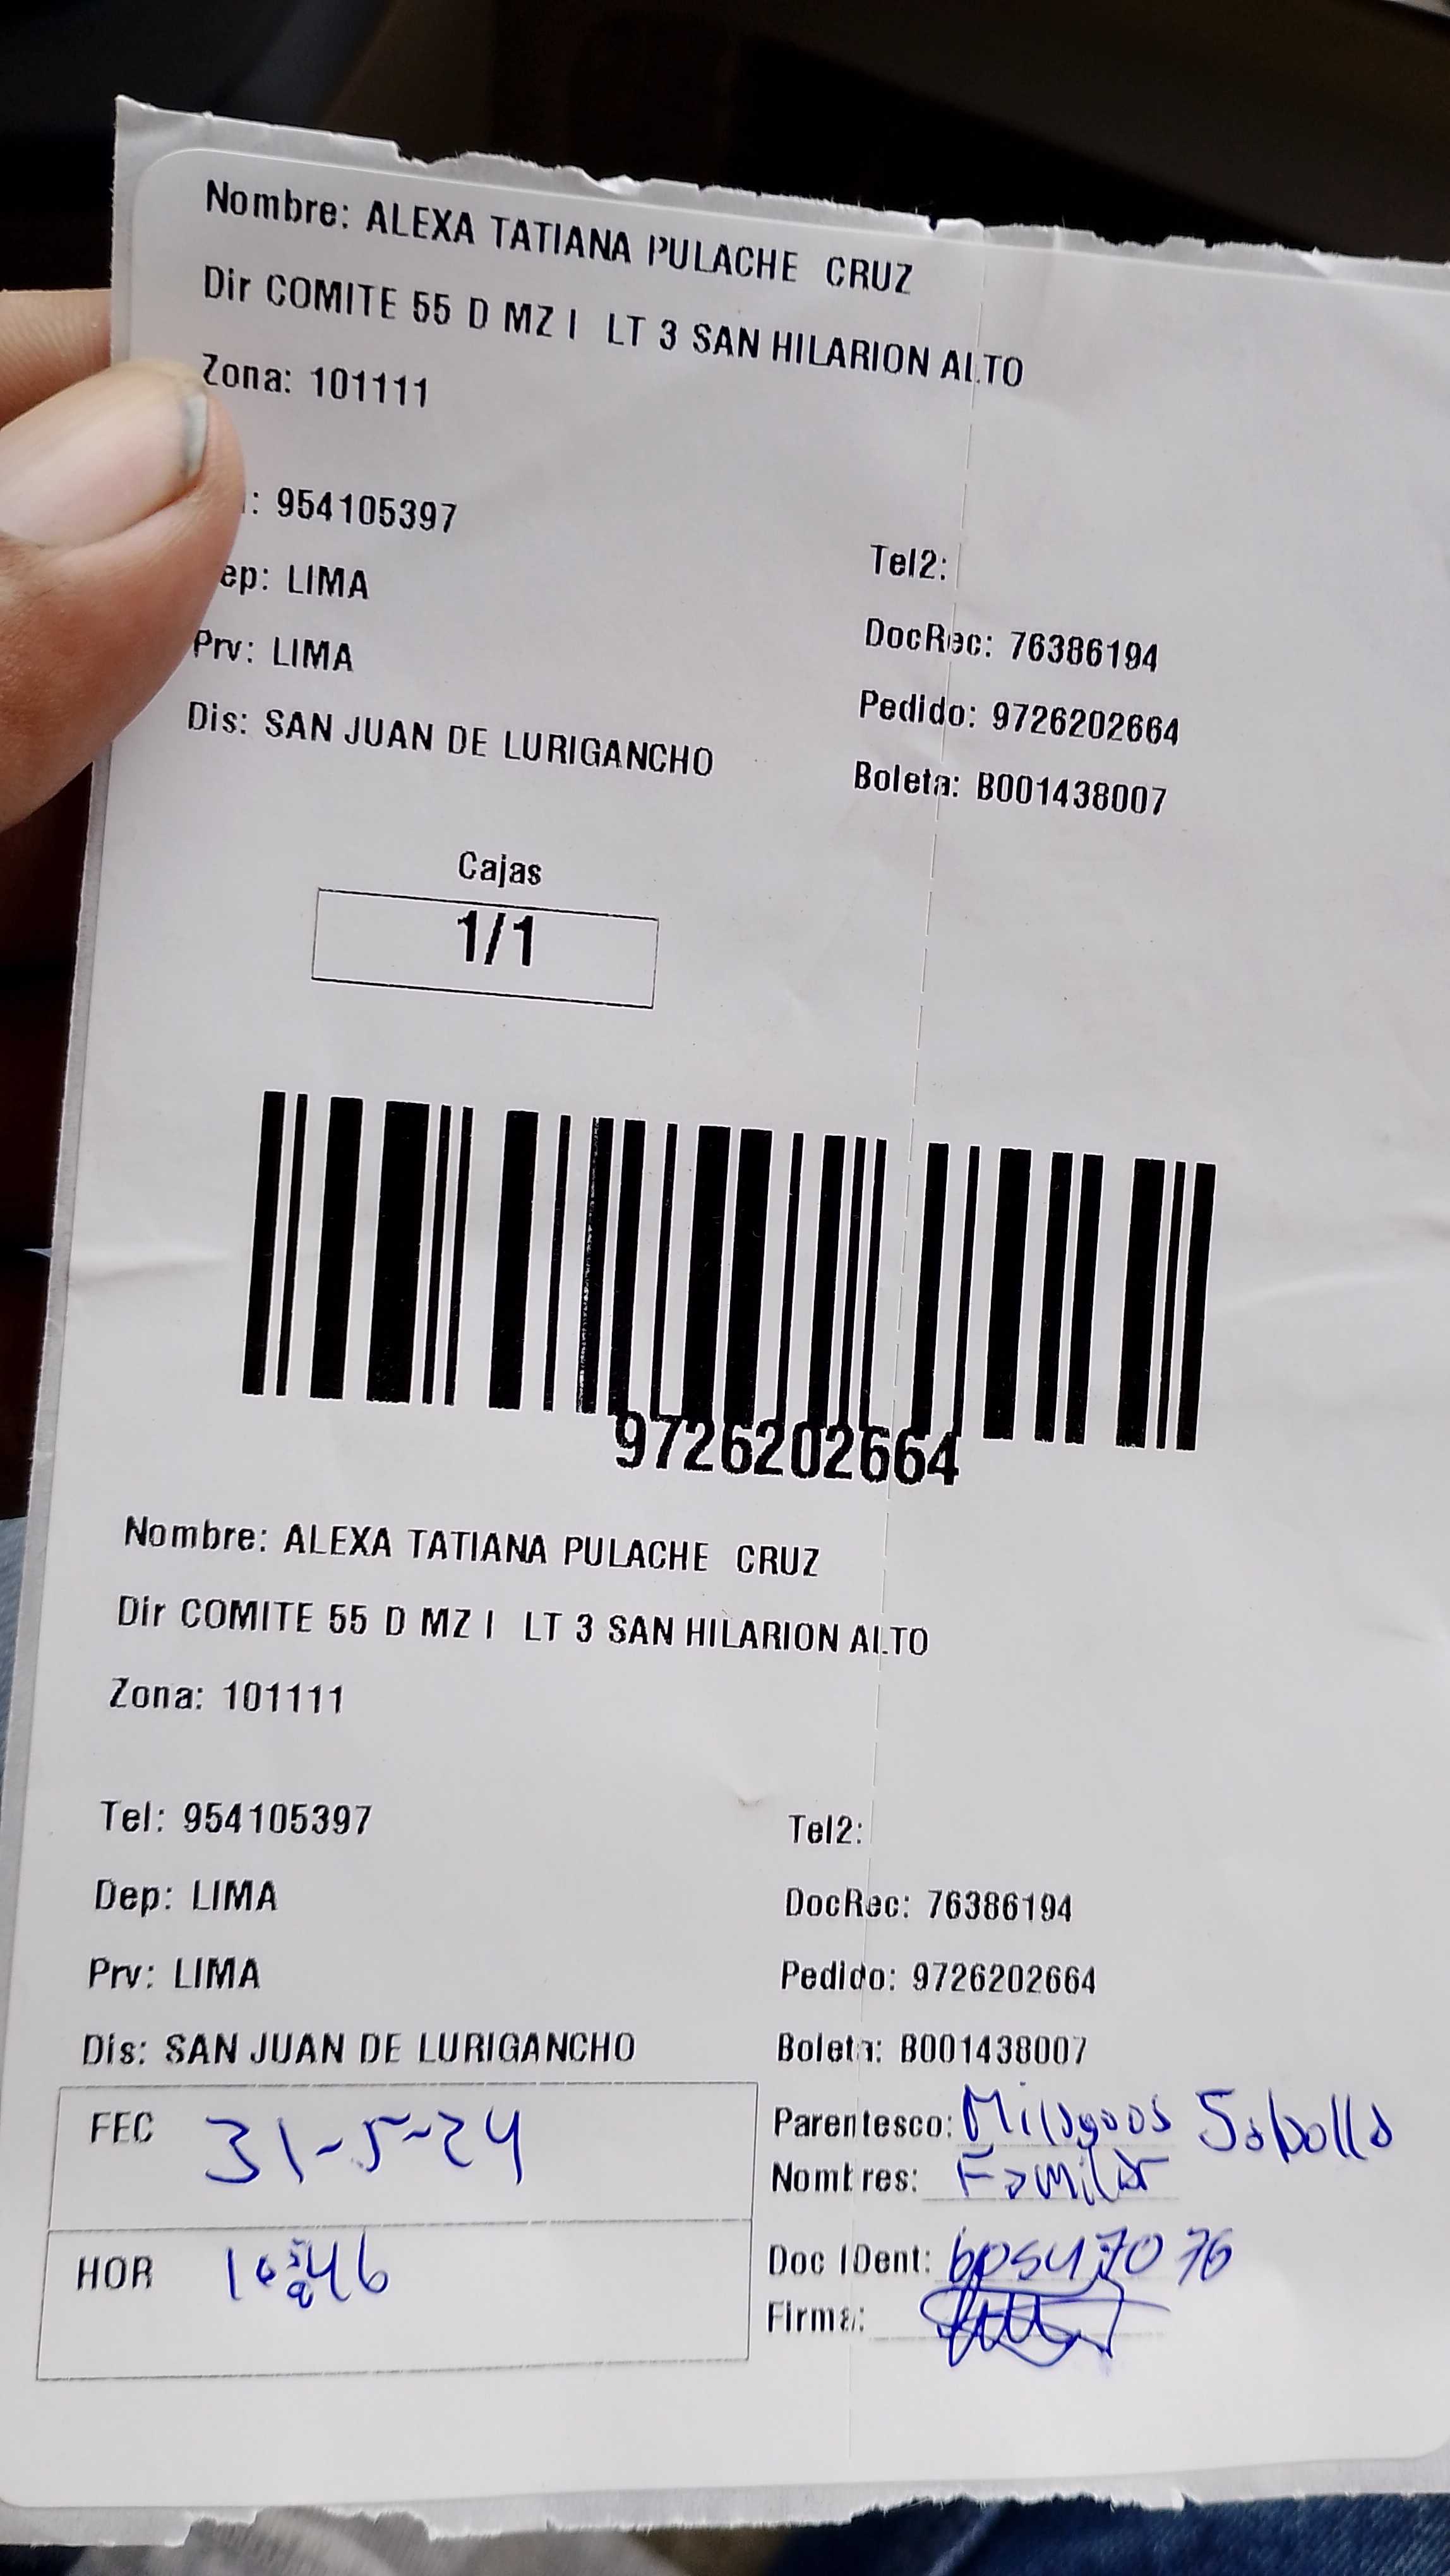 Nombre: ALEXA TATIANA PULACHE CRUZ
Dir COMITE 55 D MZ I LT 3 SAN HILARION ALTO
Zona: 101111
: 954105397
Tel2:
ep: LIMA
DocRec: 76386194
Prv: LIMA
Pedido: 9726202664
Dis: SAN JUAN DE LURIGANCHO
Boleta: B001438007
Cajas
1/1
9726202664
Nombre: ALEXA TATIANA PULACHE CRUZ
Dir COMITE 55 D MZ I LT 3 SAN HILARION ALTO
Zona: 101111
Tel: 954105397
Tel2:
Dep: LIMA
DocRec: 76386194
Prv: LIMA
Pedido: 9726202664
Dis: SAN JUAN DE LURIGANCHO
Boleta: B001438007
FEC 31-5-24
Parentesco: Milagros
Nombres: Familiar
HOR 10:46
Doc IDent:
Firma: